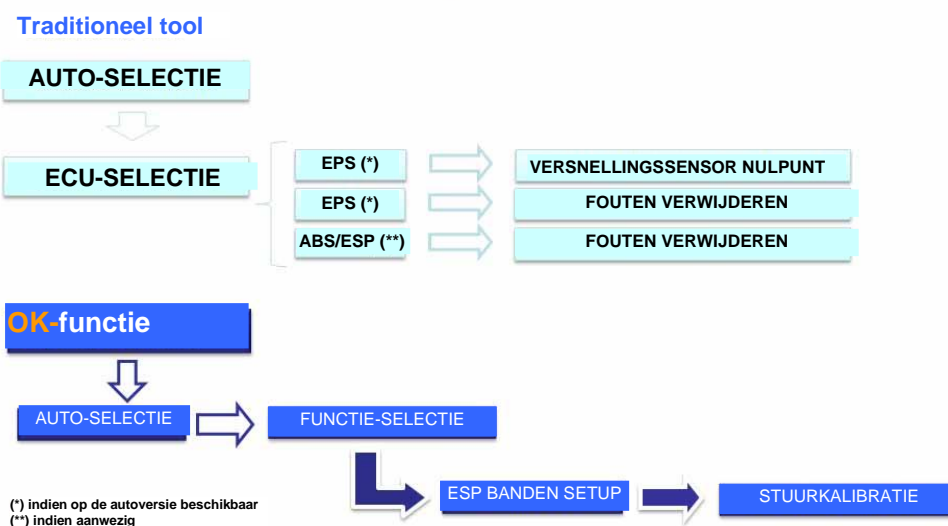 Traditioneel tool
AUTO-SELECTIE
ECU-SELECTIE
EPS (*)
VERSNELLINGSSENSOR NULPUNT
EPS (*)
FOUTEN VERWIJDEREN
ABS/ESP (**)
FOUTEN VERWIJDEREN
OK-functie
AUTO-SELECTIE
FUNCTIE-SELECTIE
ESP BANDEN SETUP
STUURKALIBRATIE
(*) indien op de autoversie beschikbaar
(**) indien aanwezig